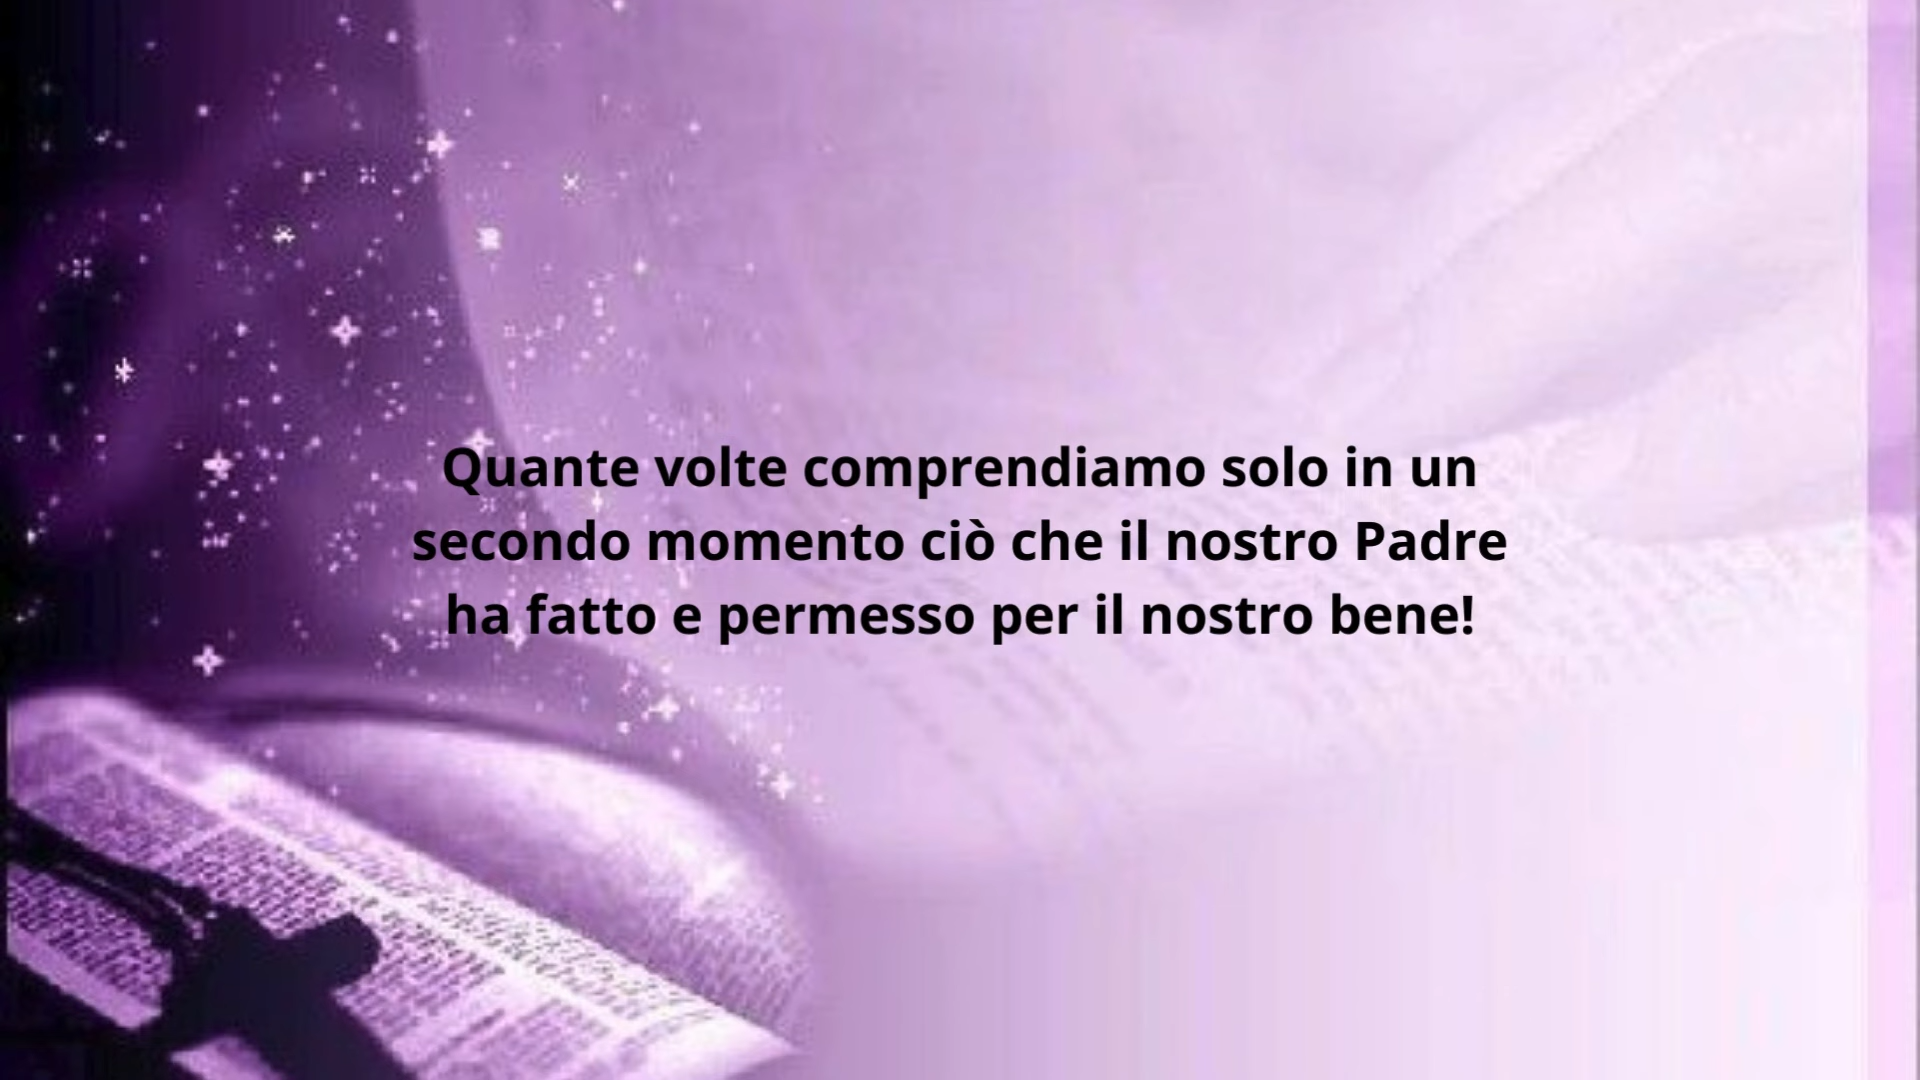 Quante volte comprendiamo solo in un
secondo momento ciò che il nostro Padre
ha fatto e permesso per il nostro bene!